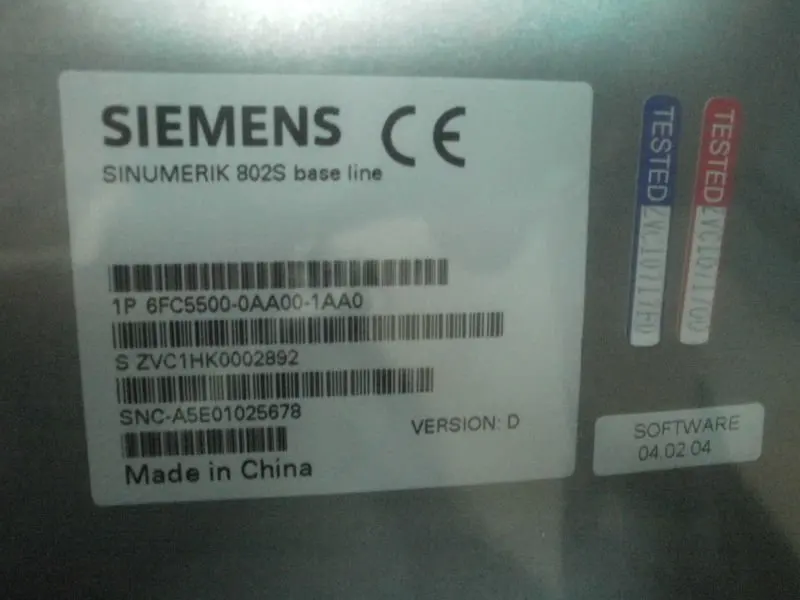 SIEMENS CE
SINUMERIK 802S base line
1P 6FC5500-0AA00-1AA0
S ZVC1HK0002892
SNC-A5E01025678
VERSION: D
Made in China
TESTED
TESTED
SOFTWARE
04.02.04